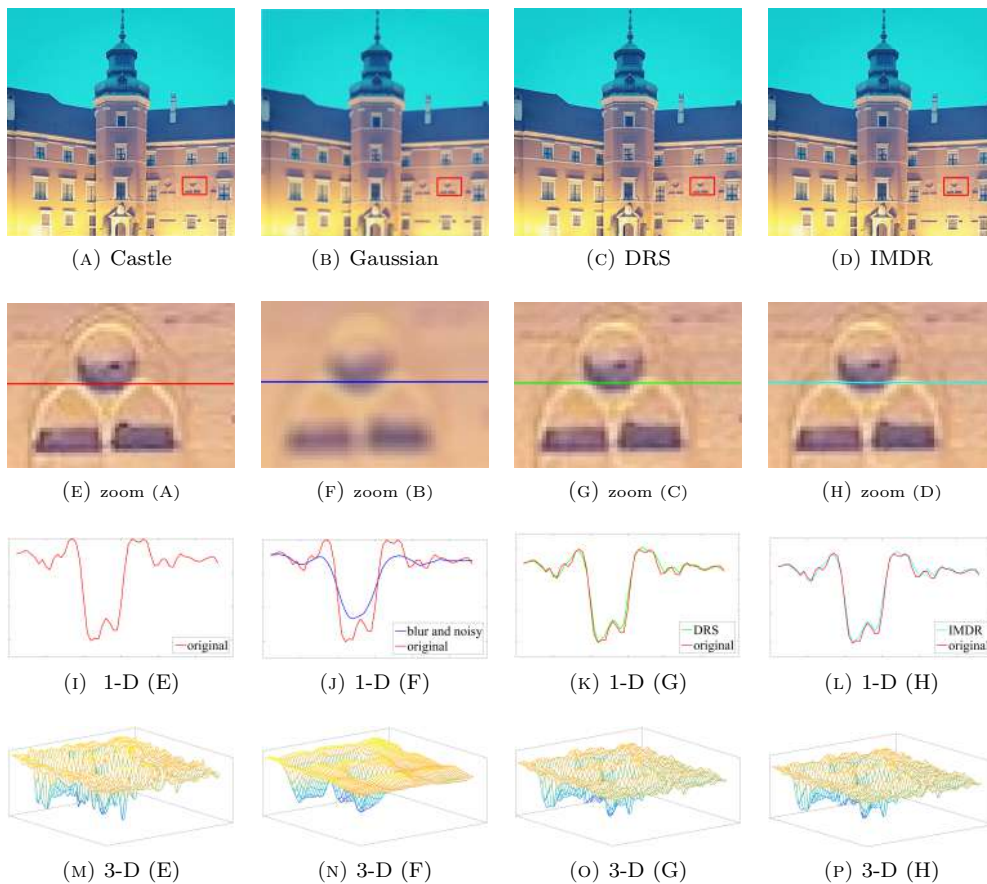 (A) Castle
(B) Gaussian
(C) DRS
(D) IMDR
(E) zoom (A)
(F) zoom (B)
(G) zoom (C)
(H) zoom (D)
original
blur and noisy
original
DRS
original
IMDR
original
(I) 1-D (E)
(J) 1-D (F)
(K) 1-D (G)
(L) 1-D (H)
(M) 3-D (E)
(N) 3-D (F)
(O) 3-D (G)
(P) 3-D (H)